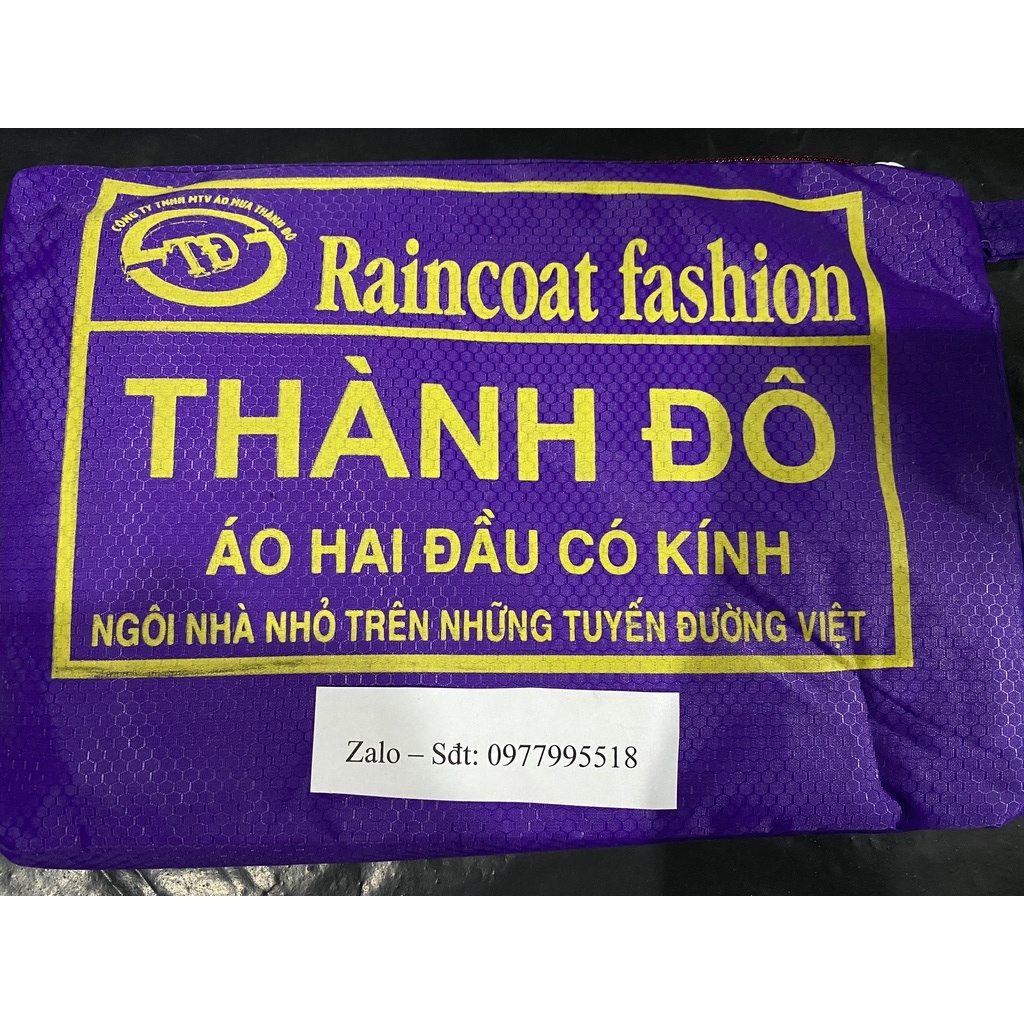 CÔNG TY TNHH MTV ÁO MƯA THÀNH ĐÔ
TĐ
Raincoat fashion
THÀNH ĐÔ
ÁO HAI ĐẦU CÓ KÍNH
NGÔI NHÀ NHỎ TRÊN NHỮNG TUYẾN ĐƯỜNG VIỆT
Zalo – Sđt: 0977995518